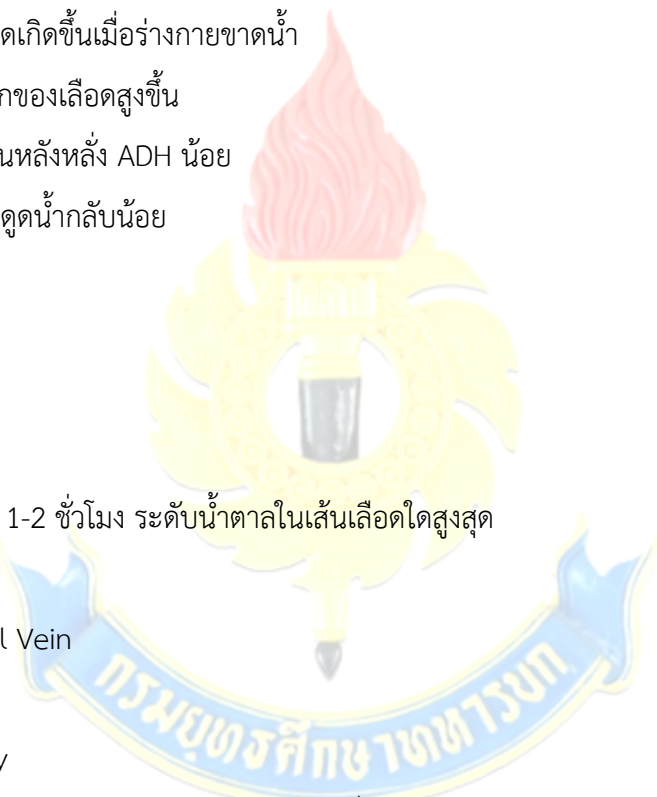 ดเกิดขึ้นเมื่อร่างกายขาดน้ำ
กของเลือดสูงขึ้น
นหลังหลั่ง ADH น้อย
ดูดน้ำกลับน้อย
1-2 ชั่วโมง ระดับน้ำตาลในเส้นเลือดใดสูงสุด
l Vein
กรมยุทธศึกษาทหารบก
y